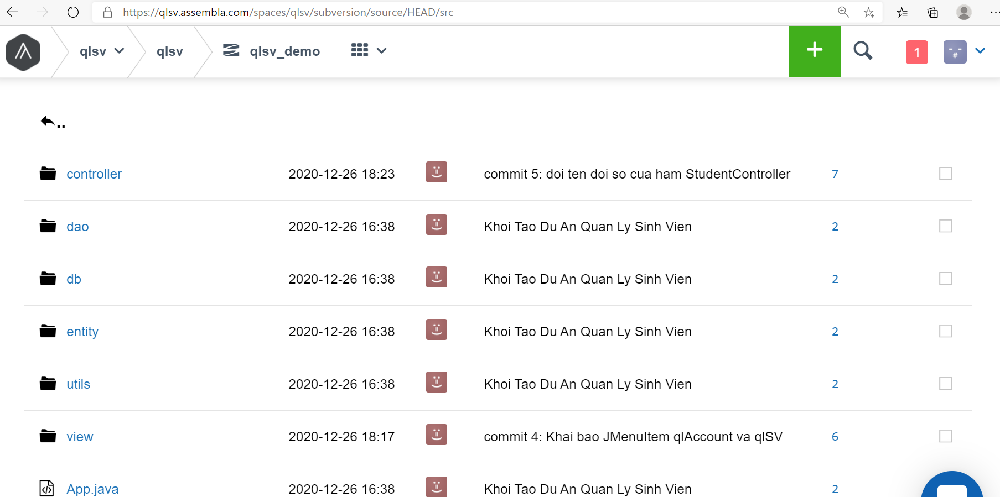 https://qlsv.assembla.com/spaces/qlsv/subversion/source/HEAD/src
qlsv qlsv qlsv_demo + 1
..
controller 2020-12-26 18:23 commit 5: doi ten doi so cua ham StudentController 7
dao 2020-12-26 16:38 Khoi Tao Du An Quan Ly Sinh Vien 2
db 2020-12-26 16:38 Khoi Tao Du An Quan Ly Sinh Vien 2
entity 2020-12-26 16:38 Khoi Tao Du An Quan Ly Sinh Vien 2
utils 2020-12-26 16:38 Khoi Tao Du An Quan Ly Sinh Vien 2
view 2020-12-26 18:17 commit 4: Khai bao JMenuItem qlAccount va qlSV 6
App.java 2020-12-26 16:38 Khoi Tao Du An Quan Ly Sinh Vien 2